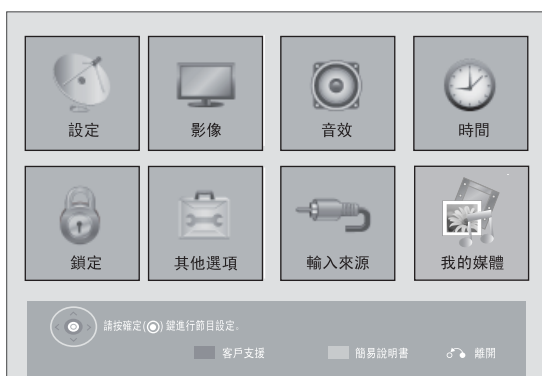 設定
影像
音效
時間
鎖定
其他選項
輸入來源
我的媒體
請按確定(◉) 鍵進行節目設定。
客戶支援
簡易說明書
離開